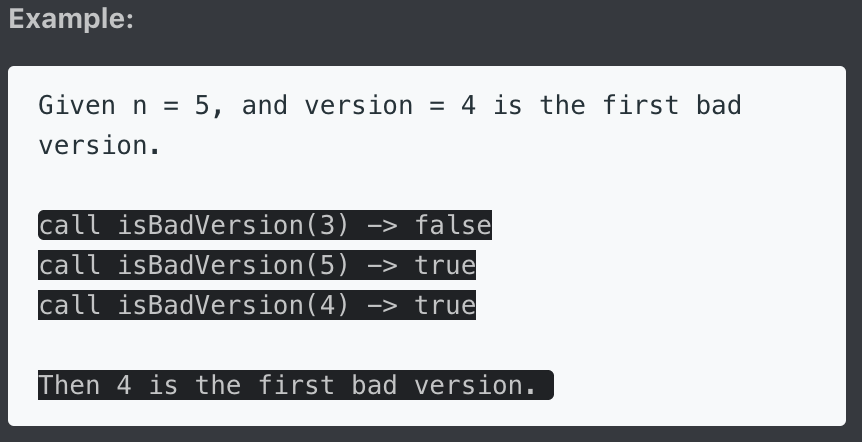 Example:
Given n = 5, and version = 4 is the first bad
version.
call isBadVersion(3) -> false
call isBadVersion(5) -> true
call isBadVersion(4) -> true
Then 4 is the first bad version.